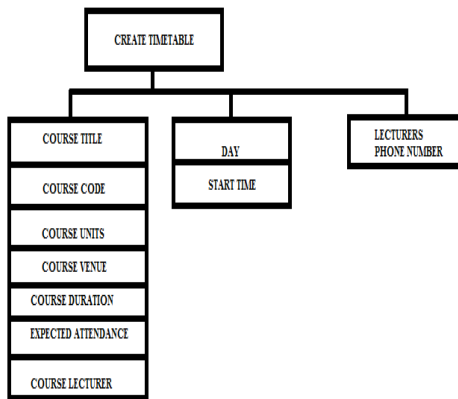 CREATE TIMETABLE
COURSE TITLE
COURSE CODE
COURSE UNITS
COURSE VENUE
COURSE DURATION
EXPECTED ATTENDANCE
COURSE LECTURER
DAY
START TIME
LECTURERS
PHONE NUMBER